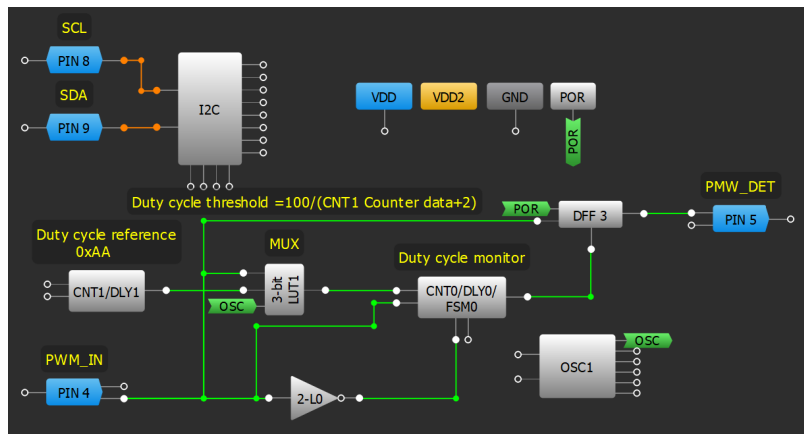 SCL
PIN 8
SDA
PIN 9
I2C
VDD
VDD2
GND
POR
POR
Duty cycle threshold =100/(CNT1 Counter data+2)
POR
DFF 3
PMW_DET
PIN 5
Duty cycle reference
0xAA
CNT1/DLY1
MUX
3-bit
LUT1
OSC
Duty cycle monitor
CNT0/DLY0/
FSM0
OSC1
OSC
PWM_IN
PIN 4
2-L0